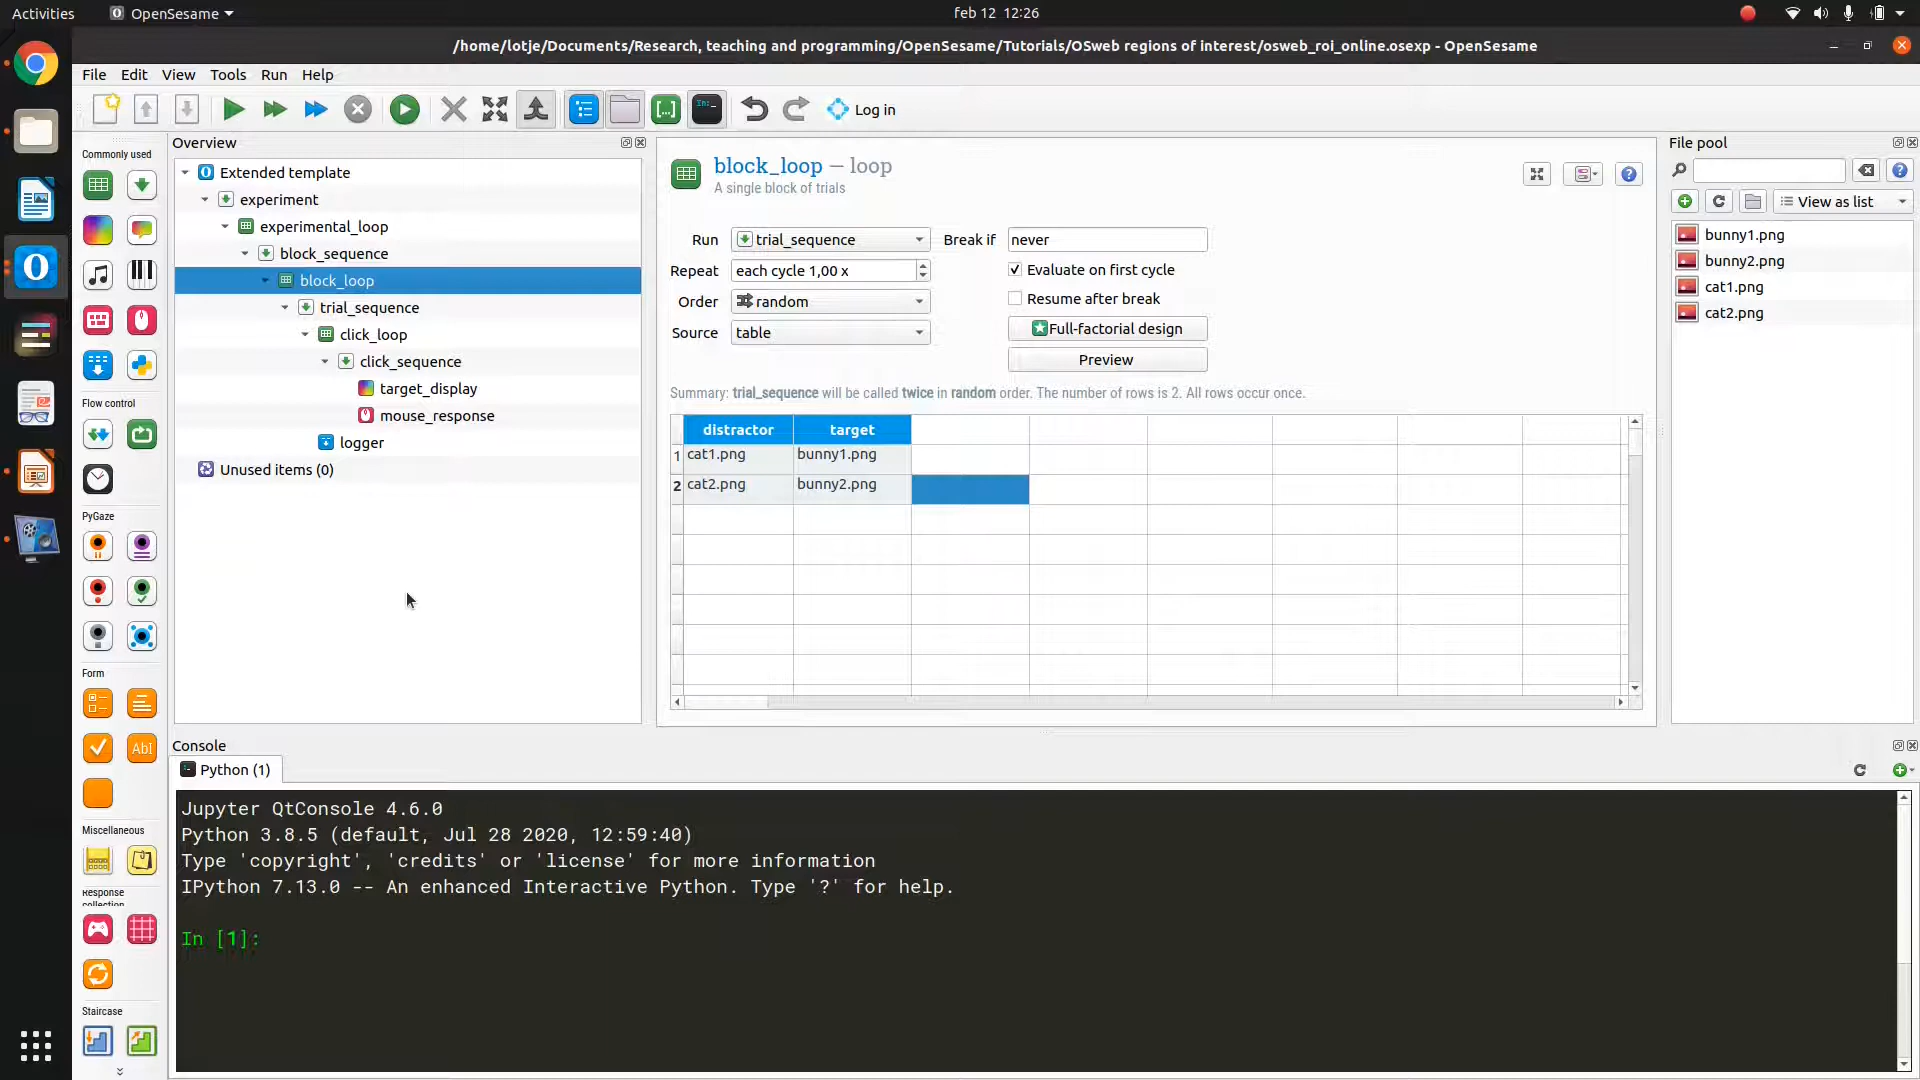 Activities
OpenSesame
feb 12 12:26
/home/lotje/Documents/Research, teaching and programming/OpenSesame/Tutorials/OSweb regions of interest/osweb_roi_online.osexp - OpenSesame
File Edit View Tools Run Help
Log in
Commonly used
Flow control
PyGaze
Form
Abi
Miscellaneous
Response
Staircase
Overview
Extended template
experiment
experimental_loop
block_sequence
block_loop
trial_sequence
click_loop
click_sequence
target_display
mouse_response
logger
Unused items (0)
block_loop — loop
A single block of trials
Run trial_sequence Break if never
Repeat each cycle 1,00 x Evaluate on first cycle
Order random Resume after break
Source table Full-factorial design
Preview
Summary: trial_sequence will be called twice in random order. The number of rows is 2. All rows occur once.
distractor target
1 cat1.png bunny1.png
2 cat2.png bunny2.png
File pool
View as list
bunny1.png
bunny2.png
cat1.png
cat2.png
Console
Python (1)
Jupyter QtConsole 4.6.0
Python 3.8.5 (default, Jul 28 2020, 12:59:40)
Type 'copyright', 'credits' or 'license' for more information
IPython 7.13.0 -- An enhanced Interactive Python. Type '?' for help.
In [1]: